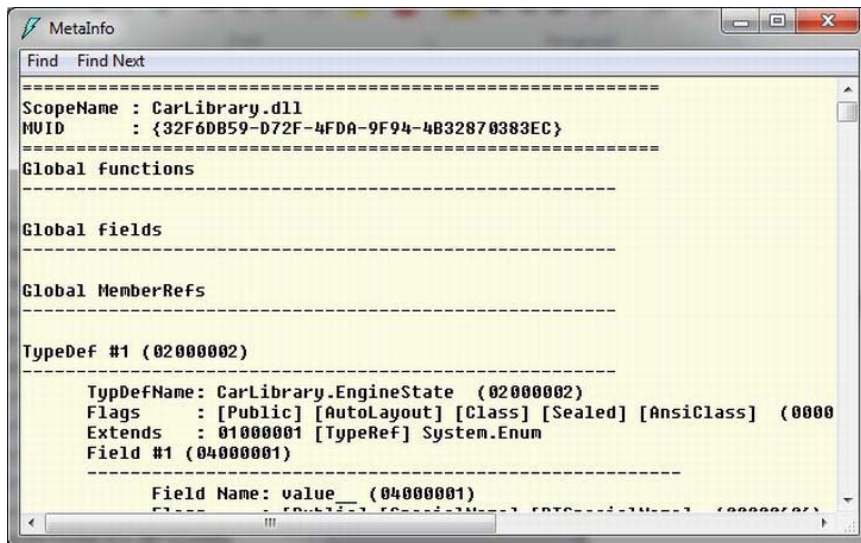 MetaInfo
Find Find Next
===========================================================
ScopeName : CarLibrary.dll
MVID      : {32F6DB59-D72F-4FDA-9F94-4B32870383EC}
===========================================================
Global functions
-------------------------------------------------------
Global fields
-------------------------------------------------------
Global MemberRefs
-------------------------------------------------------
TypeDef #1 (02000002)
-------------------------------------------------------
TypDefName: CarLibrary.EngineState  (02000002)
Flags     : [Public] [AutoLayout] [Class] [Sealed] [AnsiClass]  (0000
Extends   : 01000001 [TypeRef] System.Enum
Field #1 (04000001)
-------------------------------------------------------
Field Name: value__ (04000001)